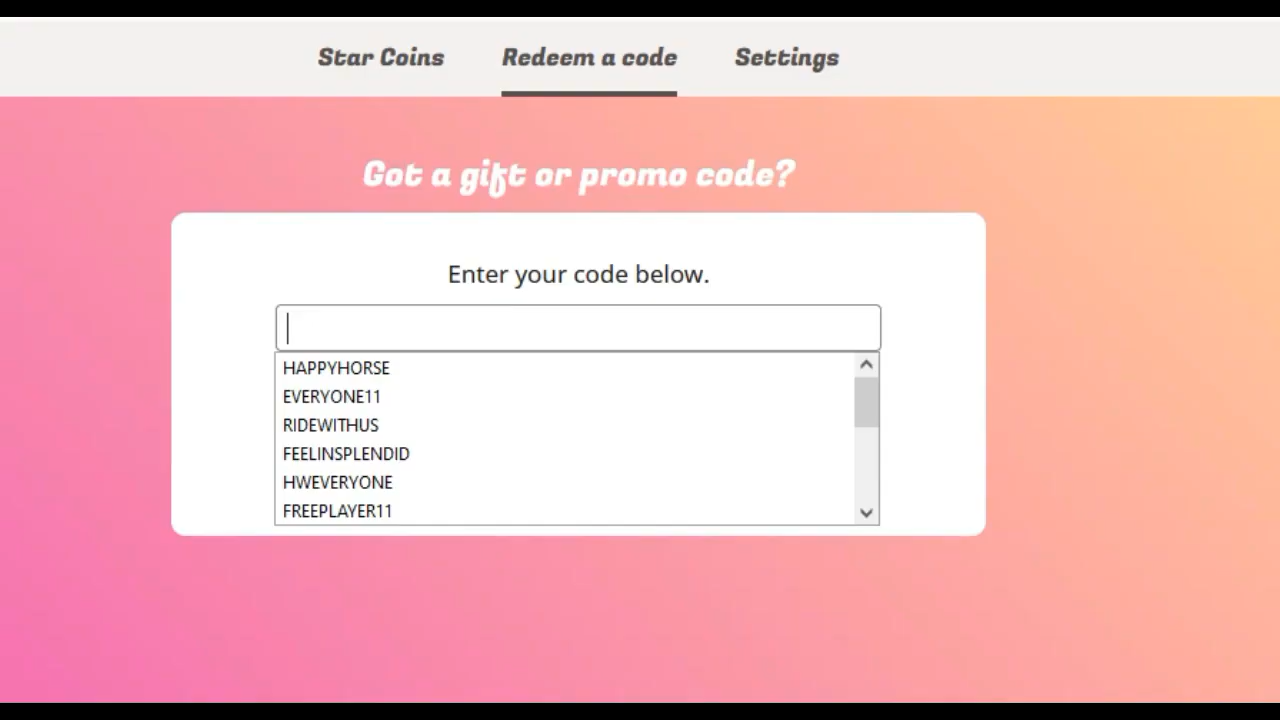 Star Coins Redeem a code Settings
Got a gift or promo code?
Enter your code below.
HAPPYHORSE
EVERYONE11
RIDEWITHUS
FEELINSPLENDID
HWEVERYONE
FREEPLAYER11